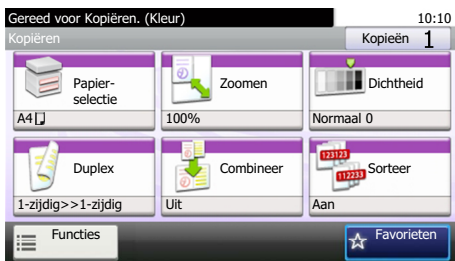 Gereed voor Kopiëren. (Kleur) 10:10
Kopiëren Kopieën 1
Papier-
selectie
A4
Zoomen
100%
Dichtheid
Normaal 0
Duplex
1-zijdig>>1-zijdig
Combineer
Uit
123123
112233
Sorteer
Aan
Functies
Favorieten